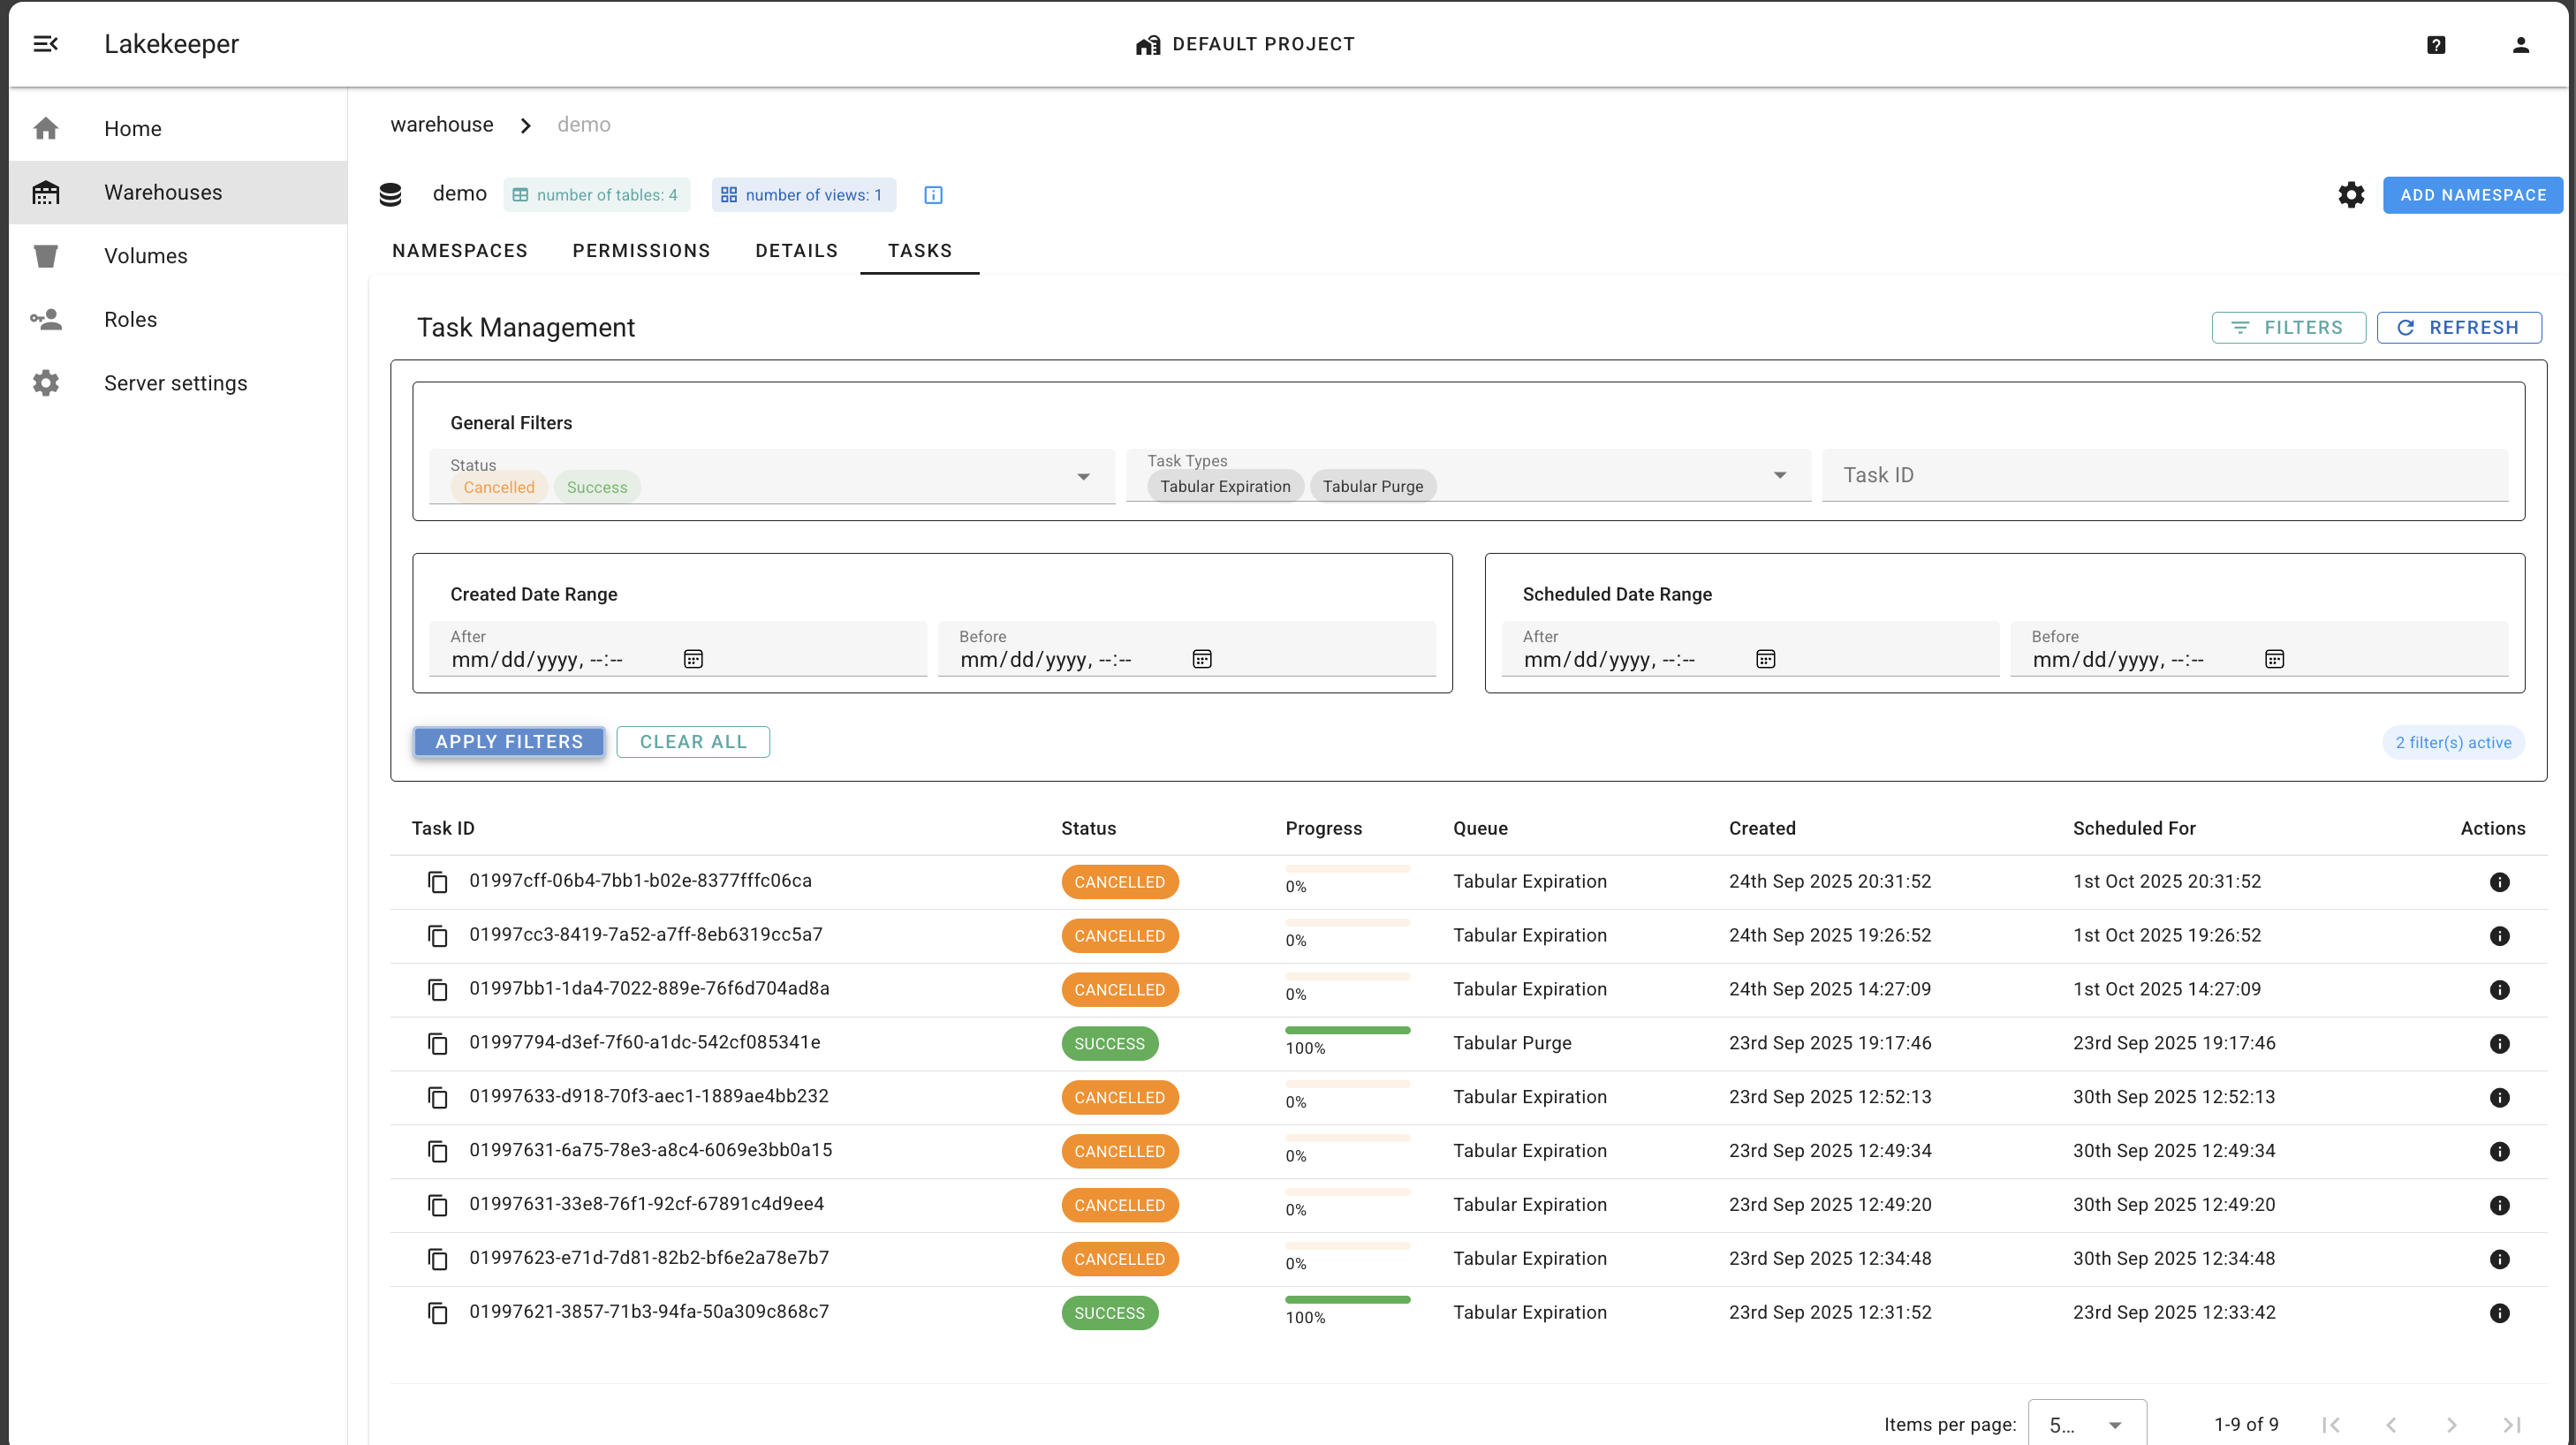 Lakekeeper
DEFAULT PROJECT
Home
Warehouses
Volumes
Roles
Server settings
warehouse
demo
demo
number of tables: 4
number of views: 1
ADD NAMESPACE
NAMESPACES PERMISSIONS DETAILS TASKS
Task Management
FILTERS
REFRESH
General Filters
Status
Cancelled Success
Task Types
Tabular Expiration Tabular Purge
Task ID
Created Date Range
After
mm/dd/yyyy, --:--
Before
mm/dd/yyyy, --:--
Scheduled Date Range
After
mm/dd/yyyy, --:--
Before
mm/dd/yyyy, --:--
APPLY FILTERS
CLEAR ALL
2 filter(s) active
Task ID Status Progress Queue Created Scheduled For Actions
01997cff-06b4-7bb1-b02e-8377fffc06ca CANCELLED 0% Tabular Expiration 24th Sep 2025 20:31:52 1st Oct 2025 20:31:52
01997cc3-8419-7a52-a7ff-8eb6319cc5a7 CANCELLED 0% Tabular Expiration 24th Sep 2025 19:26:52 1st Oct 2025 19:26:52
01997bb1-1da4-7022-889e-76f6d704ad8a CANCELLED 0% Tabular Expiration 24th Sep 2025 14:27:09 1st Oct 2025 14:27:09
01997794-d3ef-7f60-a1dc-542cf085341e SUCCESS 100% Tabular Purge 23rd Sep 2025 19:17:46 23rd Sep 2025 19:17:46
01997633-d918-70f3-aec1-1889ae4bb232 CANCELLED 0% Tabular Expiration 23rd Sep 2025 12:52:13 30th Sep 2025 12:52:13
01997631-6a75-78e3-a8c4-6069e3bb0a15 CANCELLED 0% Tabular Expiration 23rd Sep 2025 12:49:34 30th Sep 2025 12:49:34
01997631-33e8-76f1-92cf-67891c4d9ee4 CANCELLED 0% Tabular Expiration 23rd Sep 2025 12:49:20 30th Sep 2025 12:49:20
01997623-e71d-7d81-82b2-bf6e2a78e7b7 CANCELLED 0% Tabular Expiration 23rd Sep 2025 12:34:48 30th Sep 2025 12:34:48
01997621-3857-71b3-94fa-50a309c868c7 SUCCESS 100% Tabular Expiration 23rd Sep 2025 12:31:52 23rd Sep 2025 12:33:42
Items per page: 5... 1-9 of 9